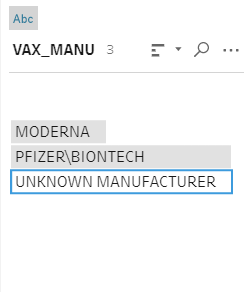 Abc
VAX_MANU 3
MODERNA
PFIZER\BIONTECH
UNKNOWN MANUFACTURER